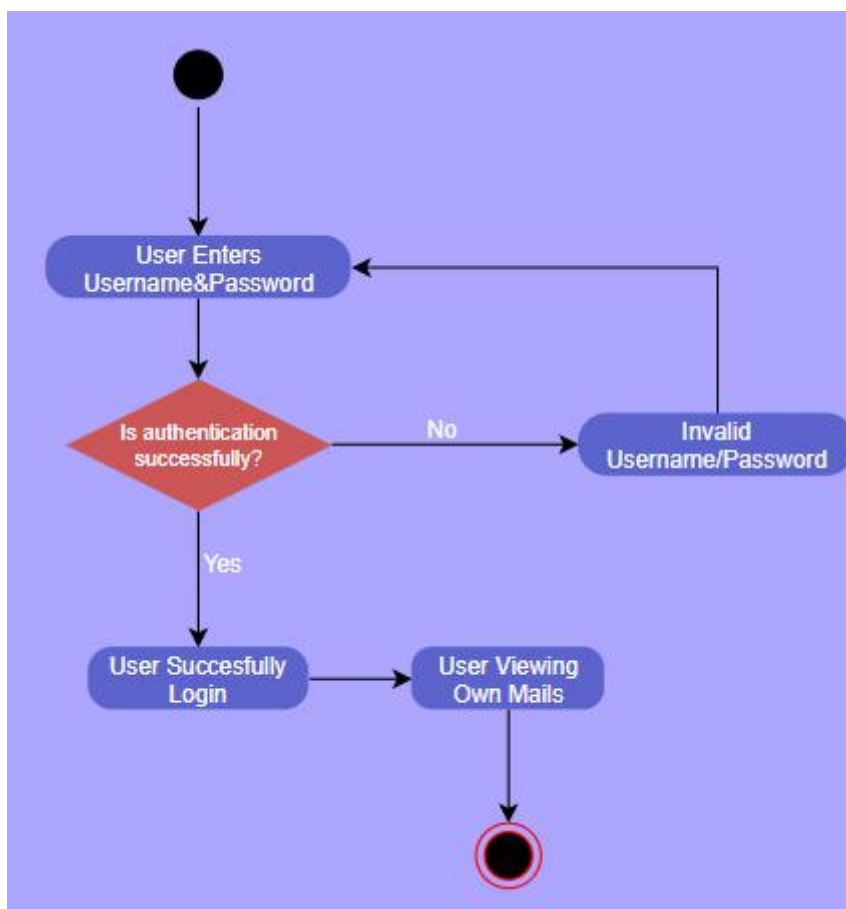 User Enters
Username&Password
Is authentication
successfully?
No
Invalid
Username/Password
Yes
User Succesfully
Login
User Viewing
Own Mails